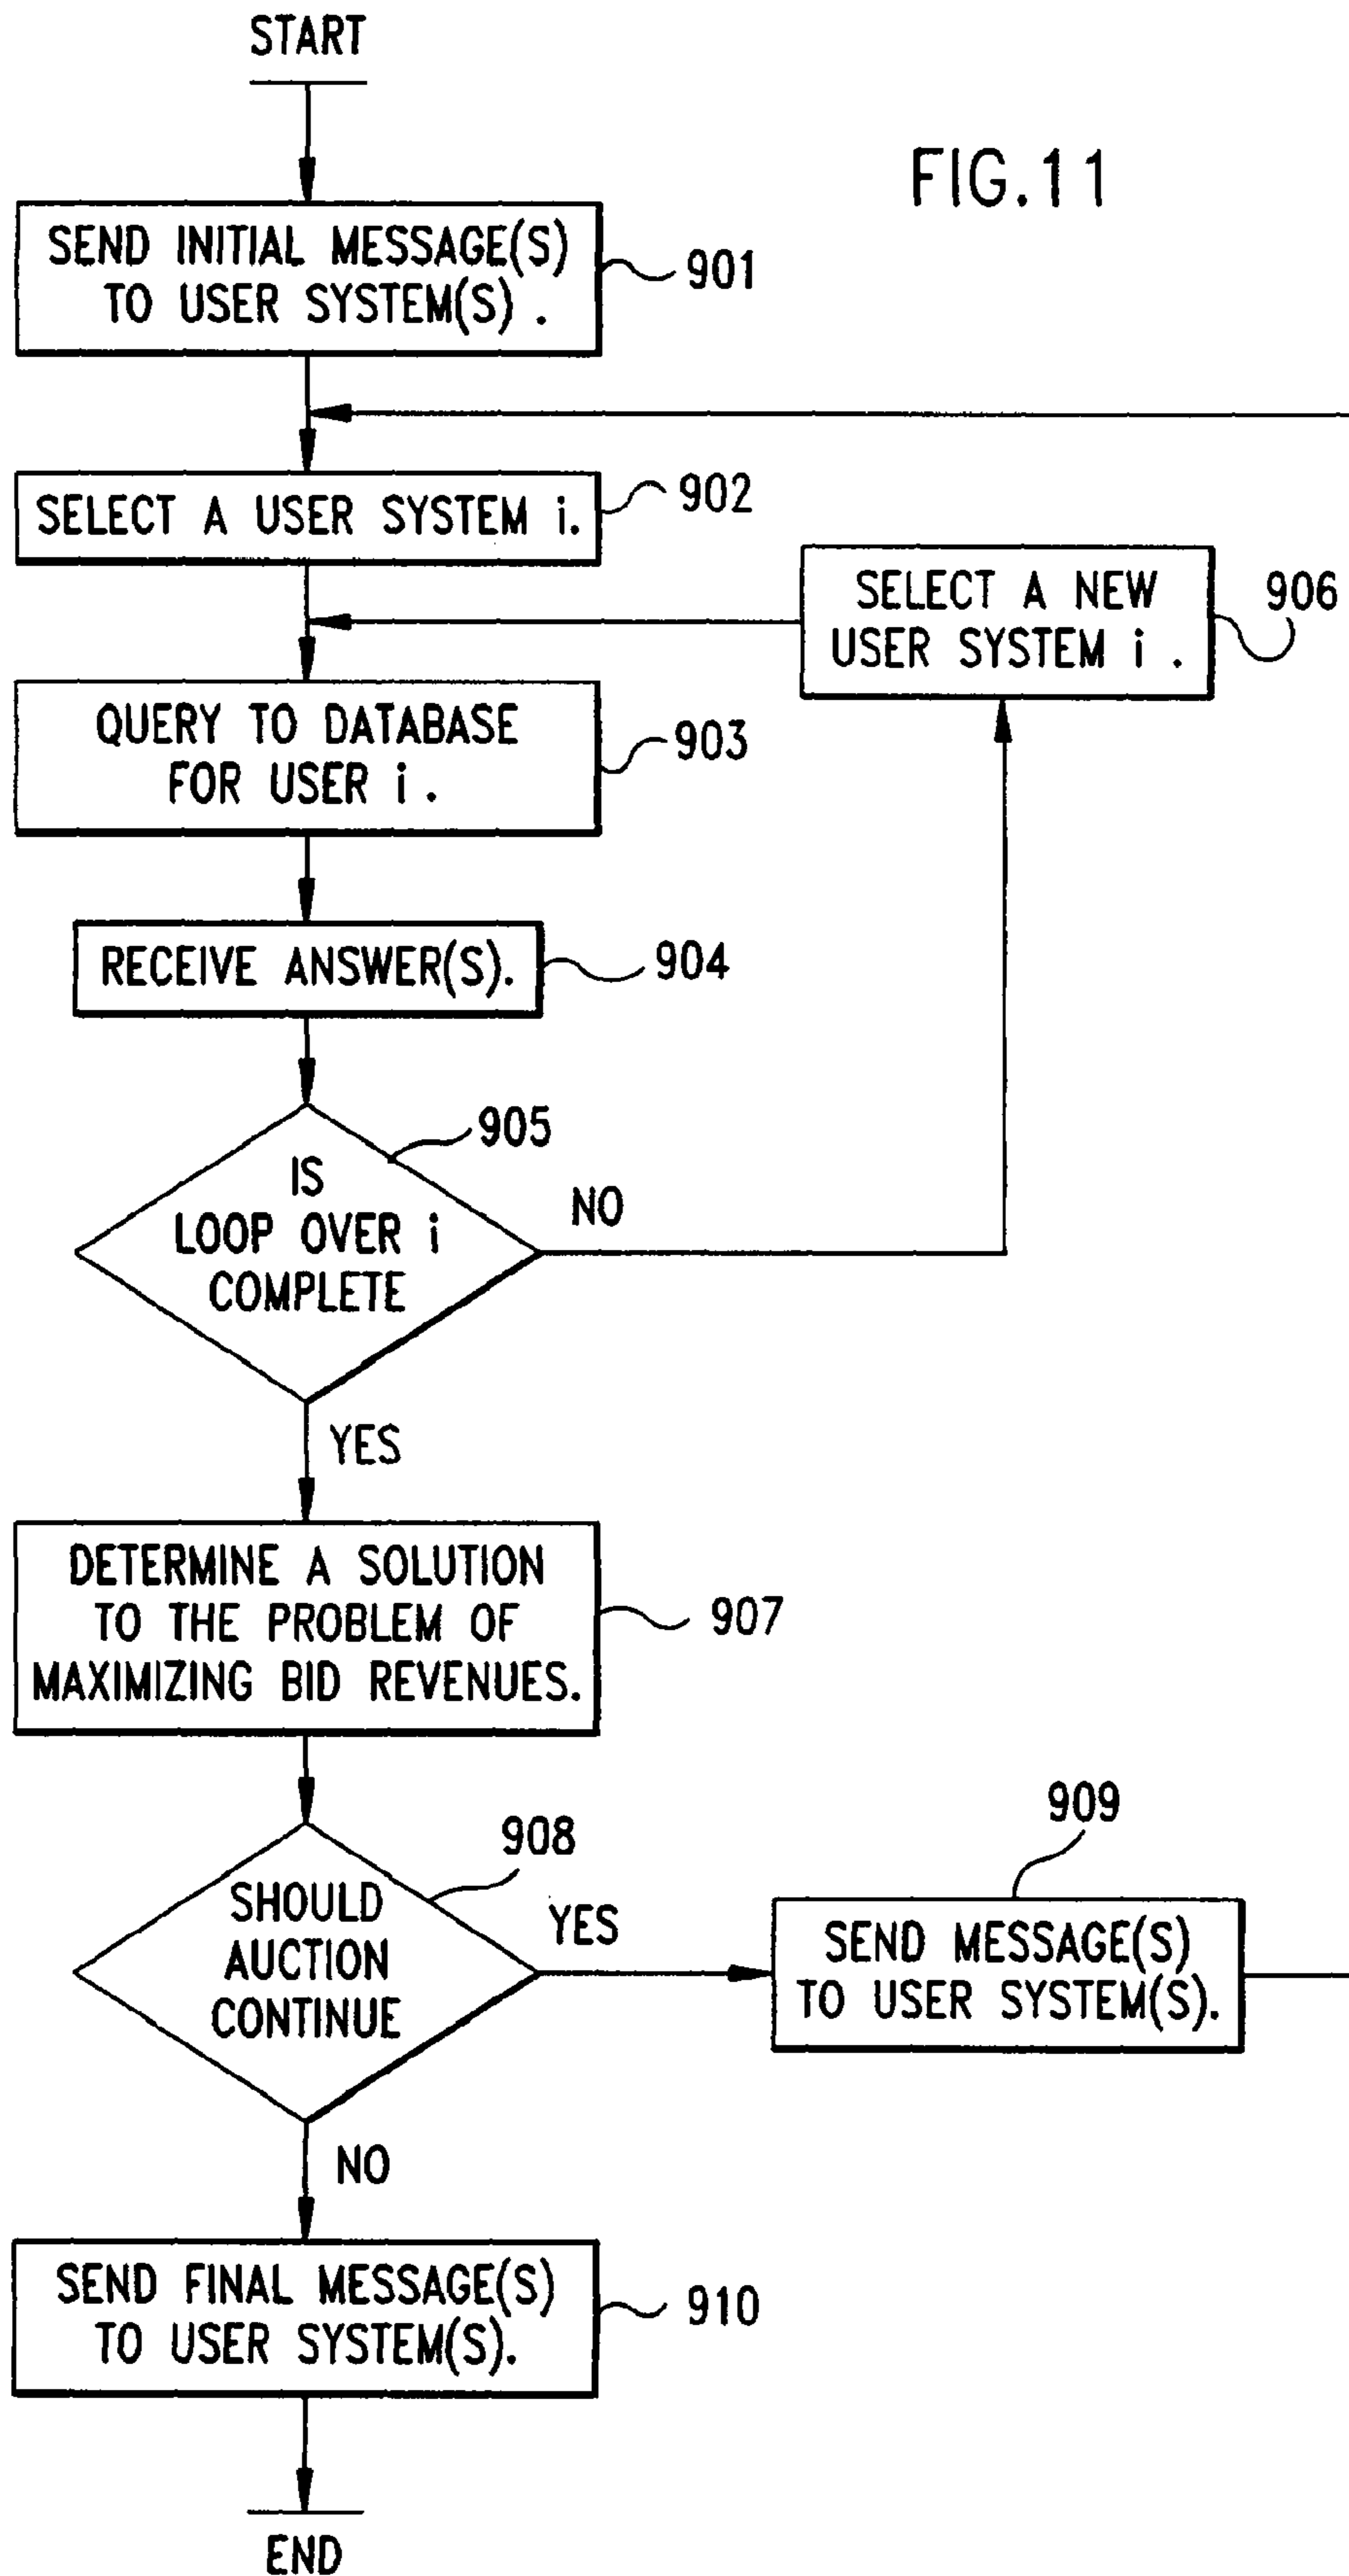 START
FIG.11
SEND INITIAL MESSAGE(S)
TO USER SYSTEM(S) .
901
SELECT A USER SYSTEM i.
902
SELECT A NEW
USER SYSTEM i .
906
QUERY TO DATABASE
FOR USER i .
903
RECEIVE ANSWER(S).
904
905
IS
LOOP OVER i
COMPLETE
NO
YES
DETERMINE A SOLUTION
TO THE PROBLEM OF
MAXIMIZING BID REVENUES.
907
908
SHOULD
AUCTION
CONTINUE
YES
909
SEND MESSAGE(S)
TO USER SYSTEM(S).
NO
SEND FINAL MESSAGE(S)
TO USER SYSTEM(S).
910
END